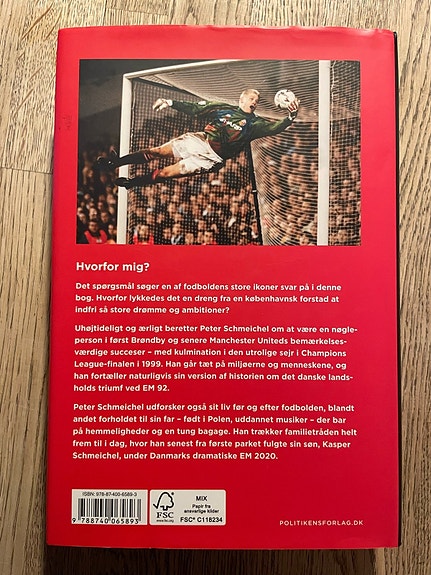 Hvorfor mig?
Det spørgsmål søger en af fodboldens store ikoner svar på i denne
bog. Hvorfor lykkedes det en dreng fra en københavnsk forstad at
indfri så store drømme og ambitioner?
Uhøjtideligt og ærligt beretter Peter Schmeichel om at være en nøgle-
person i først Brøndby og senere Manchester Uniteds bemærkelses-
værdige succeser – med kulmination i den utrolige sejr i Champions
League-finalen i 1999. Han går tæt på miljøerne og menneskene, og
han fortæller naturligvis sin version af historien om det danske lands-
holds triumf ved EM 92.
Peter Schmeichel udforsker også sit liv før og efter fodbolden, blandt
andet forholdet til sin far – født i Polen, uddannet musiker – der bar
på hemmeligheder og en tung bagage. Han trækker familietråden helt
frem til i dag, hvor han senest fra første parket fulgte sin søn, Kasper
Schmeichel, under Danmarks dramatiske EM 2020.
ISBN: 978-87-400-6589-3
9 788740 065893
FSC
www.fsc.org
MIX
Papir fra
ansvarlige kilder
FSC® C118234
POLITIKENSFORLAG.DK